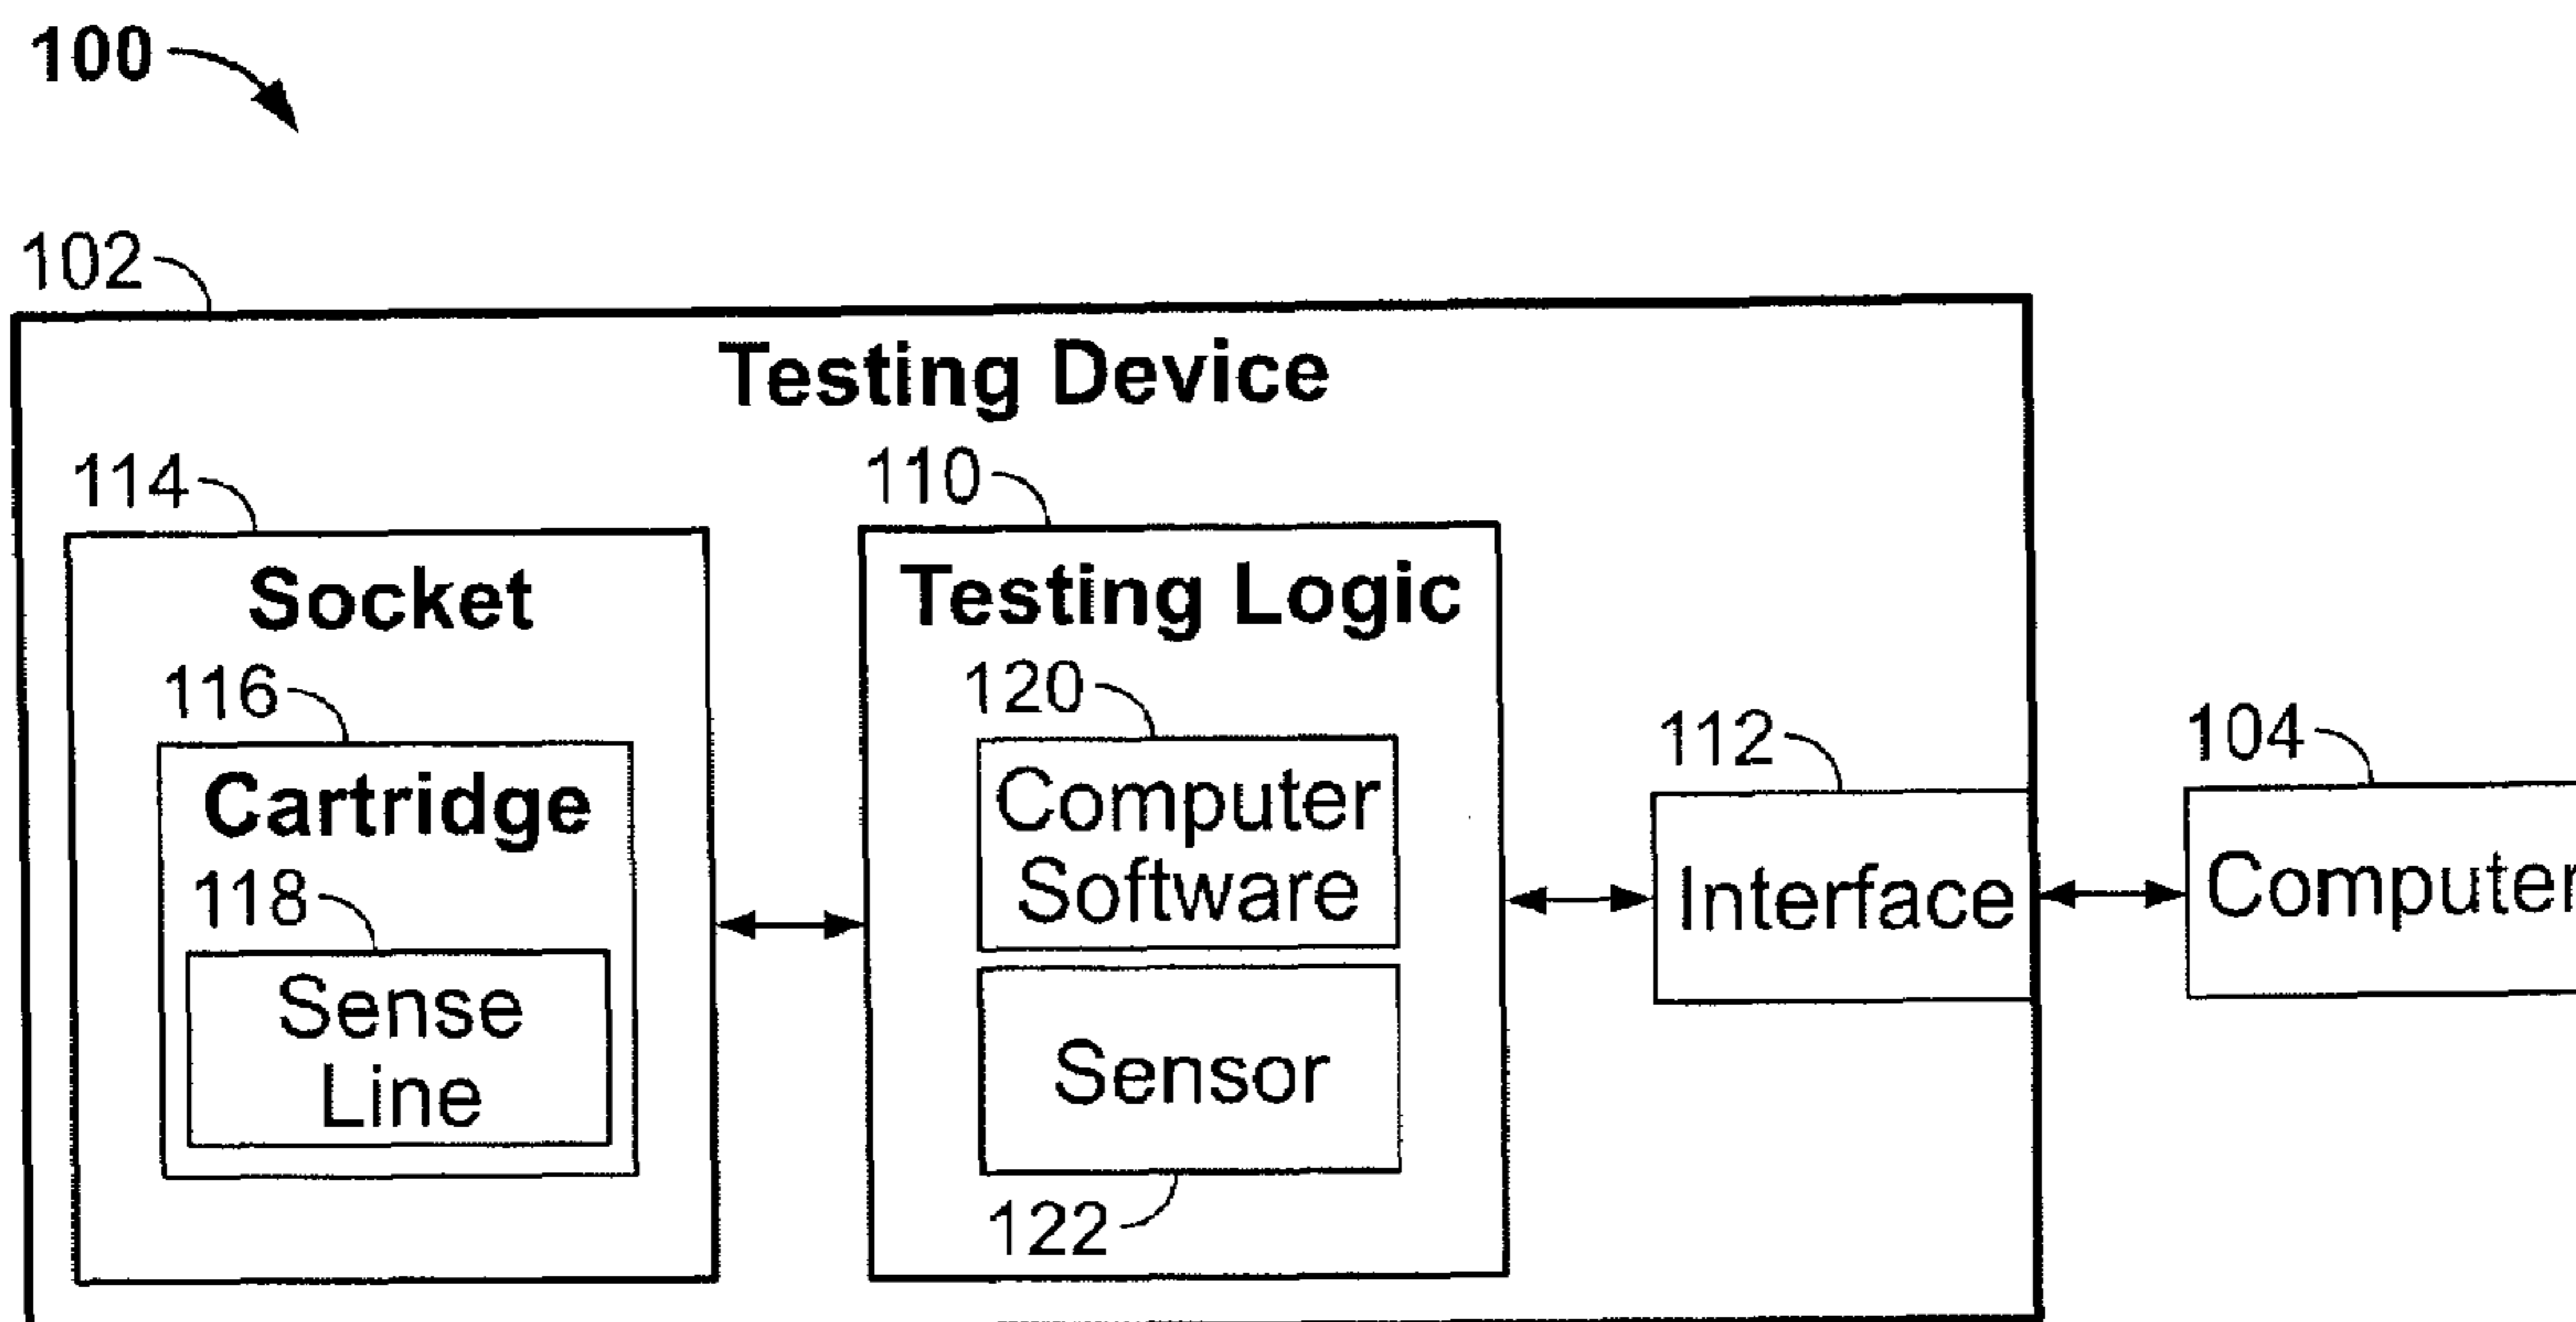 100
102
Testing Device
114
110
Socket
Testing Logic
116
120
112
104
Cartridge
Computer
Software
118
Interface
Computer
Sense
Line
Sensor
122